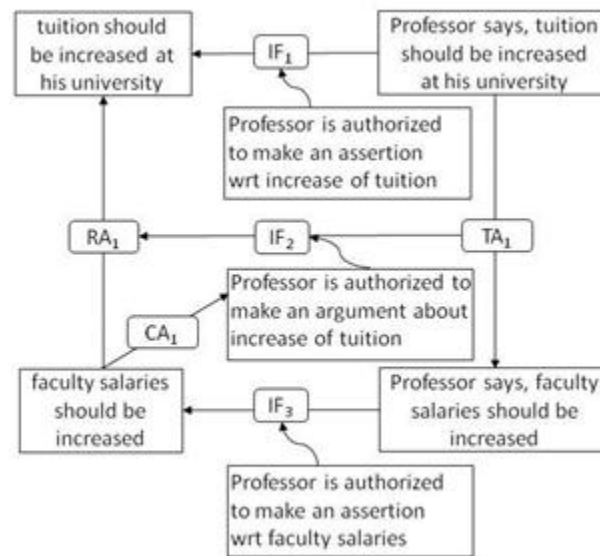 tuition should
be increased at
his university
IF₁
Professor says, tuition
should be increased
at his university
Professor is authorized
to make an assertion
wrt increase of tuition
RA₁
IF₂
TA₁
Professor is authorized to
make an argument about
increase of tuition
CA₁
faculty salaries
should be
increased
IF₃
Professor says, faculty
salaries should be
increased
Professor is authorized
to make an assertion
wrt faculty salaries